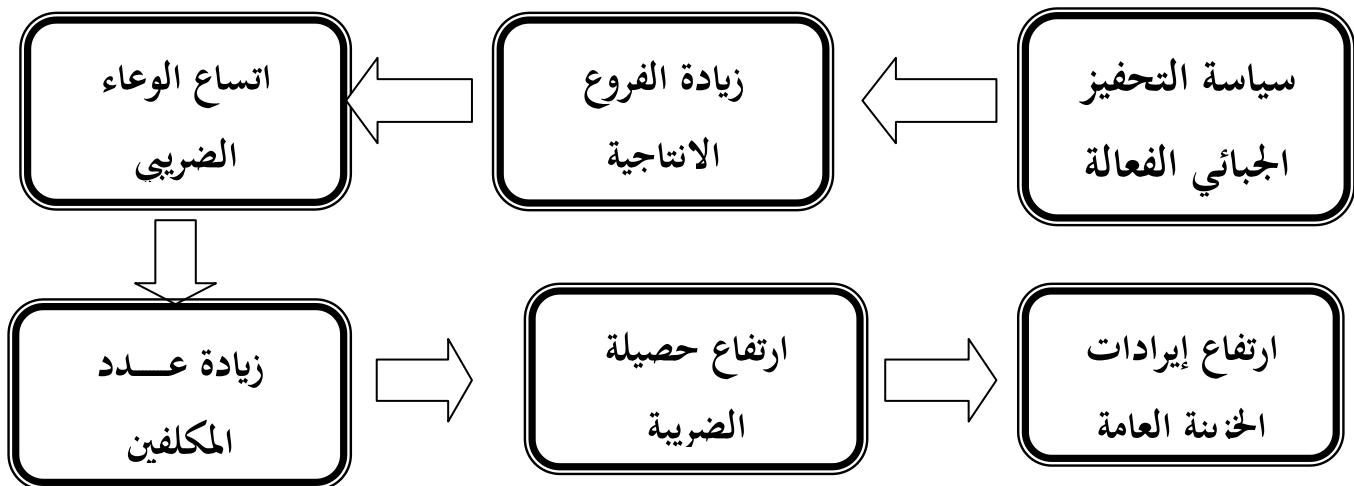 سياسة التحفيز
الجبائي الفعالة
زيادة الفروع
الانتاجية
اتساع الوعاء
الضريبي
زيادة عـــدد
المكلفين
ارتفاع حصيلة
الضريبة
ارتفاع إيرادات
الخزينة العامة